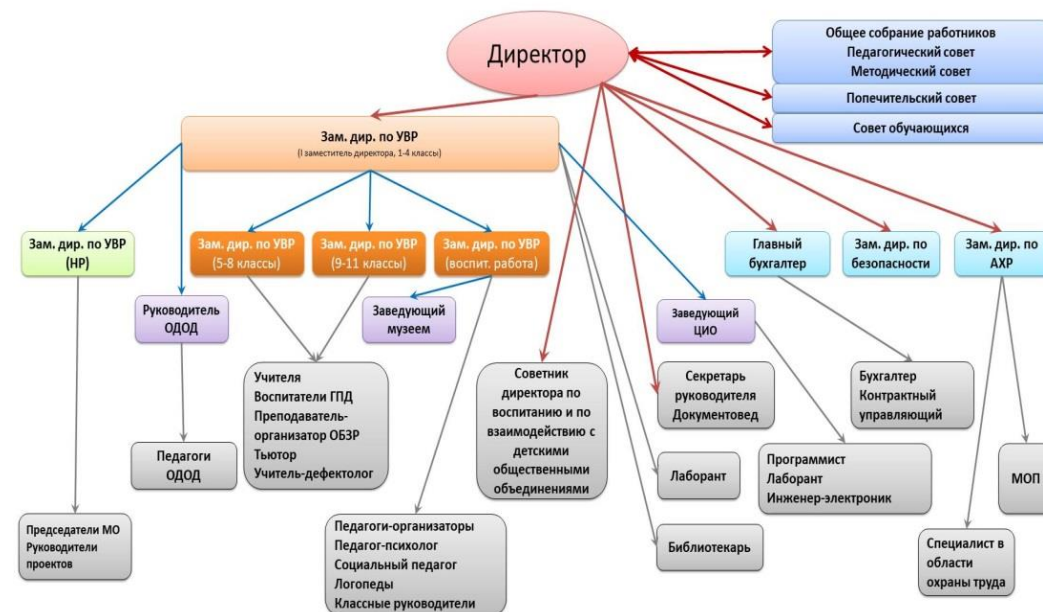 Директор
Общее собрание работников
Педагогический совет
Методический совет
Попечительский совет
Совет обучающихся
Зам. дир. по УВР
(I заместитель директора, 1-4 классы)
Зам. дир. по УВР
(НР)
Зам. дир. по УВР
(5-8 классы)
Зам. дир. по УВР
(9-11 классы)
Зам. дир. по УВР
(воспит. работа)
Главный
бухгалтер
Зам. дир. по
безопасности
Зам. дир. по
АХР
Руководитель
ОДОД
Заведующий
музеем
Заведующий
ЦИО
Учителя
Воспитатели ГПД
Преподаватель-
организатор ОБЗР
Тьютор
Учитель-дефектолог
Советник
директора по
воспитанию и по
взаимодействию с
детскими
общественными
объединениями
Секретарь
руководителя
Документовед
Бухгалтер
Контрактный
управляющий
Педагоги
ОДОД
Лаборант
Программист
Лаборант
Инженер-электроник
МОП
Председатели МО
Руководители
проектов
Педагоги-организаторы
Педагог-психолог
Социальный педагог
Логопеды
Классные руководители
Библиотекарь
Специалист в
области
охраны труда